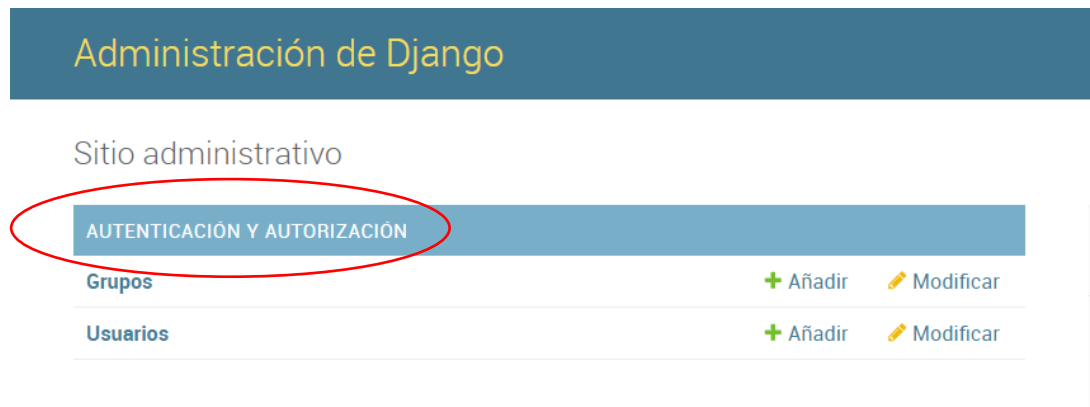 Administración de Django
Sitio administrativo
AUTENTICACIÓN Y AUTORIZACIÓN
Grupos Añadir Modificar
Usuarios Añadir Modificar